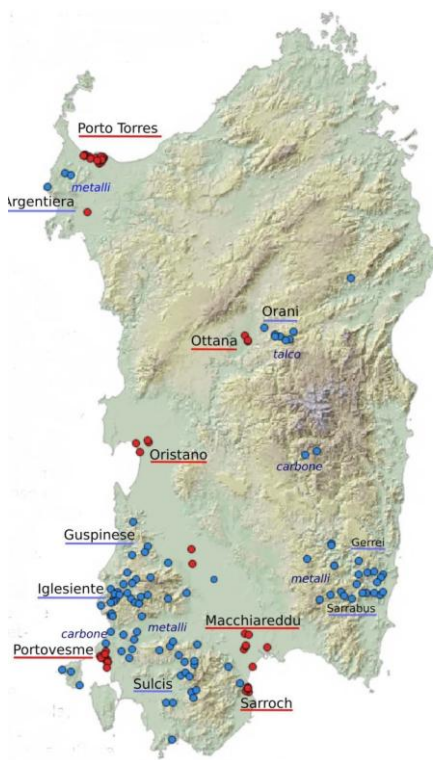 Porto Torres
metalli
Argentiera
Orani
Ottana
talco
Oristano
carbone
Guspinese
Gerrei
Iglesiente
metalli
Sarrabus
Macchiareddu
carbone
metalli
Portovesme
Sulcis
Sarroch